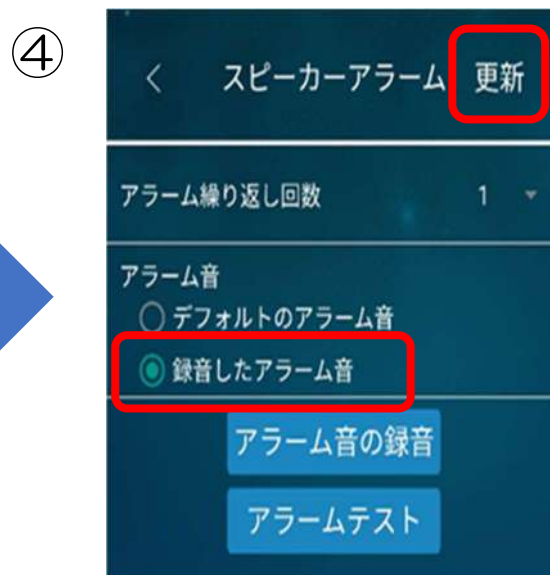 ④
< スピーカーアラーム 更新
アラーム繰り返し回数 1
アラーム音
デフォルトのアラーム音
録音したアラーム音
アラーム音の録音
アラームテスト